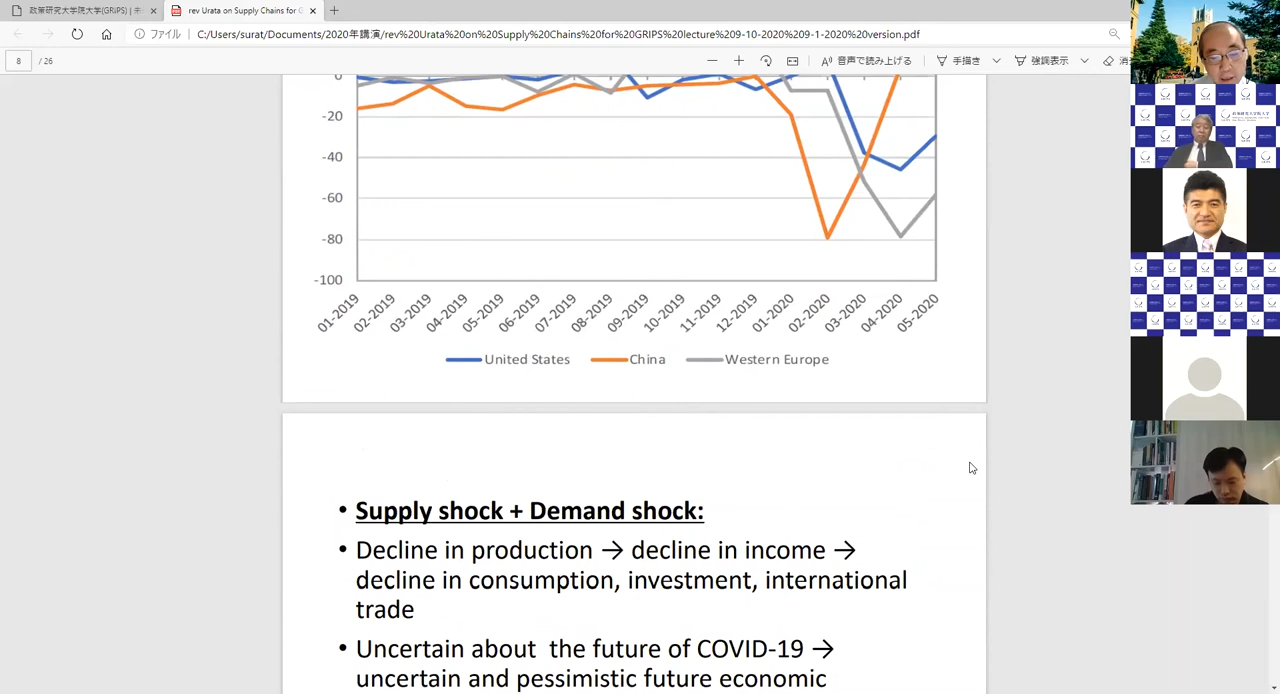 政策研究大学院大学(GRIPS) | 未
rev Urata on Supply Chains for G
ファイル
C:/Users/surat/Documents/2020年講演/rev%20Urata%20on%20Supply%20Chains%20for%20GRIPS%20lecture%209-10-2020%209-1-2020%20version.pdf
8 / 26
音声で読み上げる
手描き
強調表示
0
-20
-40
-60
-80
-100
01-2019
02-2019
03-2019
04-2019
05-2019
06-2019
07-2019
08-2019
09-2019
10-2019
11-2019
12-2019
01-2020
02-2020
03-2020
04-2020
05-2020
United States
China
Western Europe
• Supply shock + Demand shock:
• Decline in production → decline in income →
decline in consumption, investment, international
trade
• Uncertain about the future of COVID-19 →
uncertain and pessimistic future economic